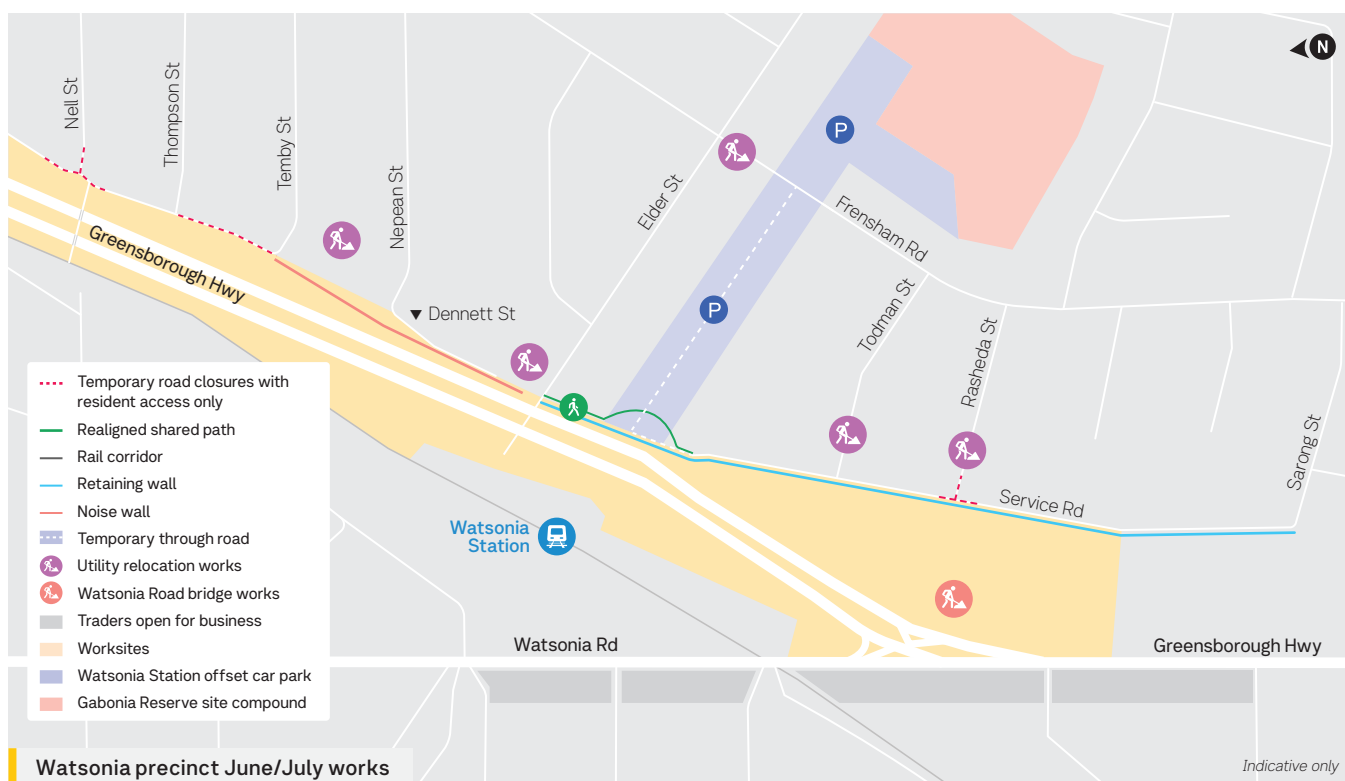 N
Nell St
Thompson St
Temby St
Nepean St
Elder St
P
Frensham Rd
Greensborough Hwy
P
Dennett St
Todman St
Rasheda St
Sarong St
Service Rd
Temporary road closures with
resident access only
Realigned shared path
Rail corridor
Retaining wall
Noise wall
Temporary through road
Utility relocation works
Watsonia Road bridge works
Traders open for business
Worksites
Watsonia Station offset car park
Gabonia Reserve site compound
Watsonia
Station
Watsonia Rd
Greensborough Hwy
Watsonia precinct June/July works
Indicative only